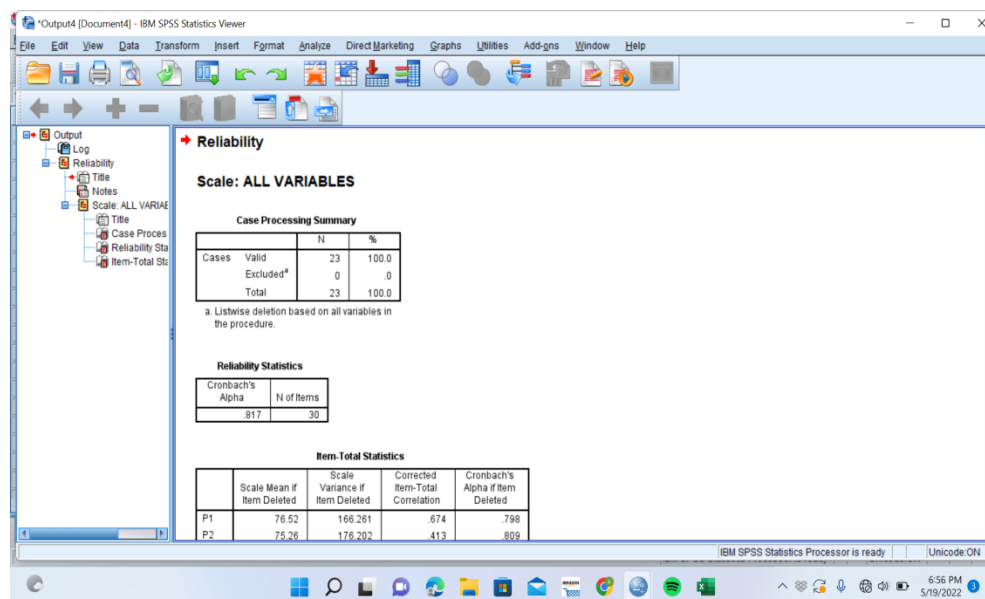 *Output4 [Document4] - IBM SPSS Statistics Viewer
File Edit View Data Transform Insert Format Analyze Direct Marketing Graphs Utilities Add-ons Window Help
Output
Log
Reliability
Title
Notes
Scale: ALL VARIAE
Title
Case Proces
Reliability Sta
Item-Total Sta
Reliability
Scale: ALL VARIABLES
Case Processing Summary
N %
Cases Valid 23 100.0
Excludedᵃ 0 .0
Total 23 100.0
a. Listwise deletion based on all variables in
the procedure.
Reliability Statistics
Cronbach's
Alpha N of Items
.817 30
Item-Total Statistics
Scale Mean if Item Deleted Scale Variance if Item Deleted Corrected Item-Total Correlation Cronbach's Alpha if Item Deleted
P1 76.52 166.261 .674 .798
P2 75.26 176.202 .413 .809
IBM SPSS Statistics Processor is ready Unicode:ON
amazon
6:56 PM
5/19/2022 3